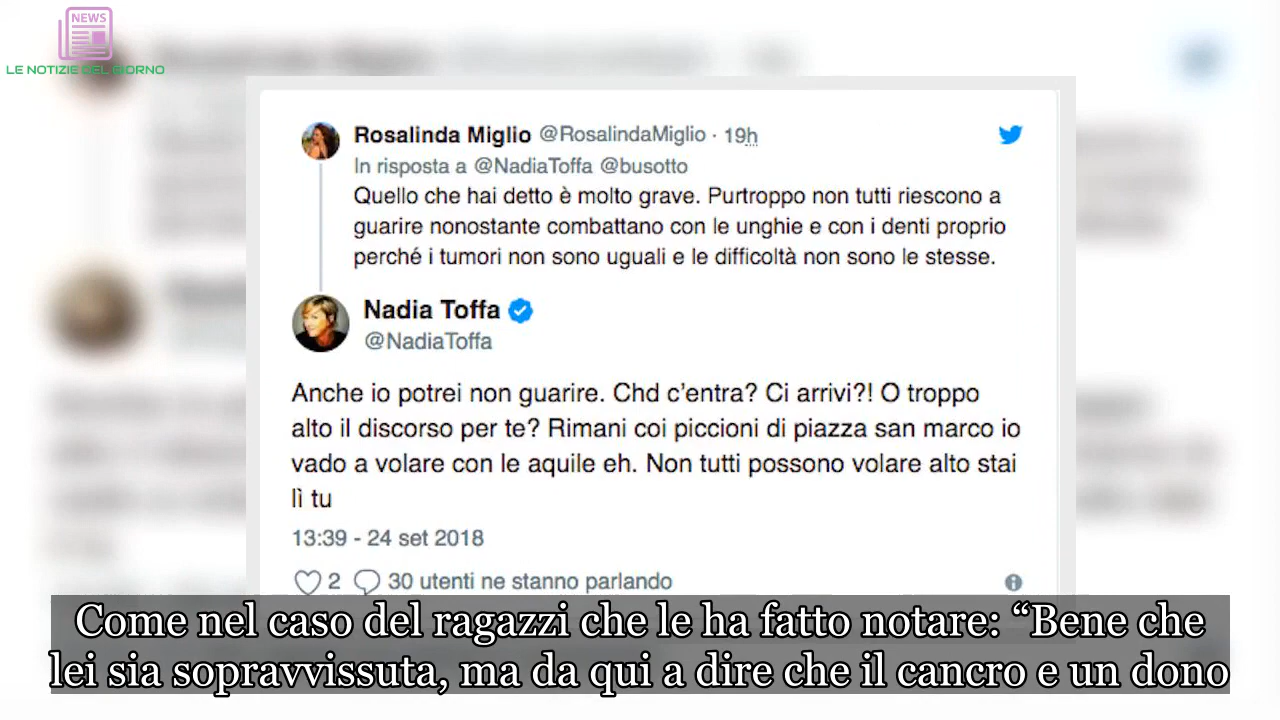 NEWS
LE NOTIZIE DEL GIORNO
Rosalinda Miglio @RosalindaMiglio · 19h
In risposta a @NadiaToffa @busotto
Quello che hai detto è molto grave. Purtroppo non tutti riescono a
guarire nonostante combattano con le unghie e con i denti proprio
perché i tumori non sono uguali e le difficoltà non sono le stesse.
Nadia Toffa
@NadiaToffa
Anche io potrei non guarire. Chd c’entra? Ci arrivi?! O troppo
alto il discorso per te? Rimani coi piccioni di piazza san marco io
vado a volare con le aquile eh. Non tutti possono volare alto stai
lì tu
13:39 - 24 set 2018
2 30 utenti ne stanno parlando
Come nel caso del ragazzi che le ha fatto notare: “Bene che
lei sia sopravvissuta, ma da qui a dire che il cancro e un dono